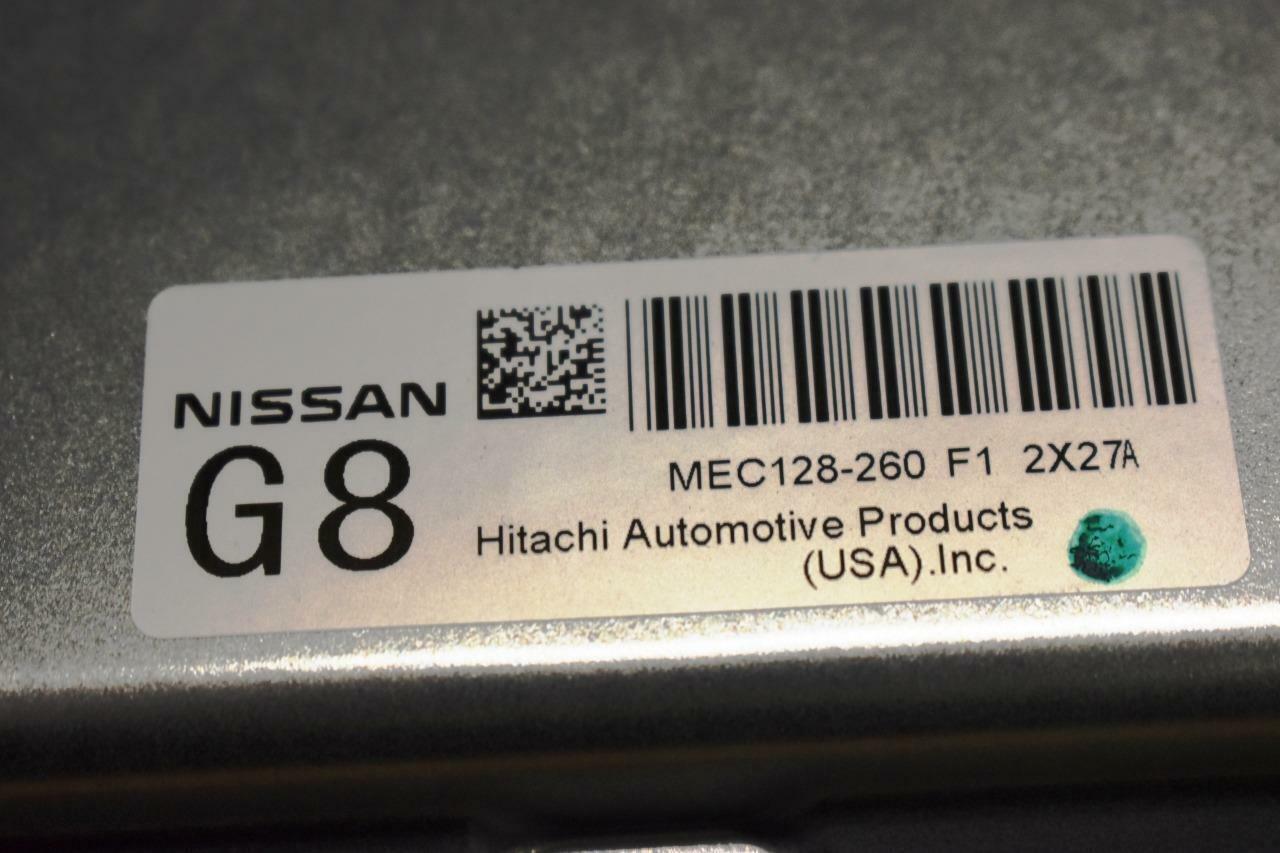 NISSAN
G8
MEC128-260 F1 2X27A
Hitachi Automotive Products
(USA).Inc.